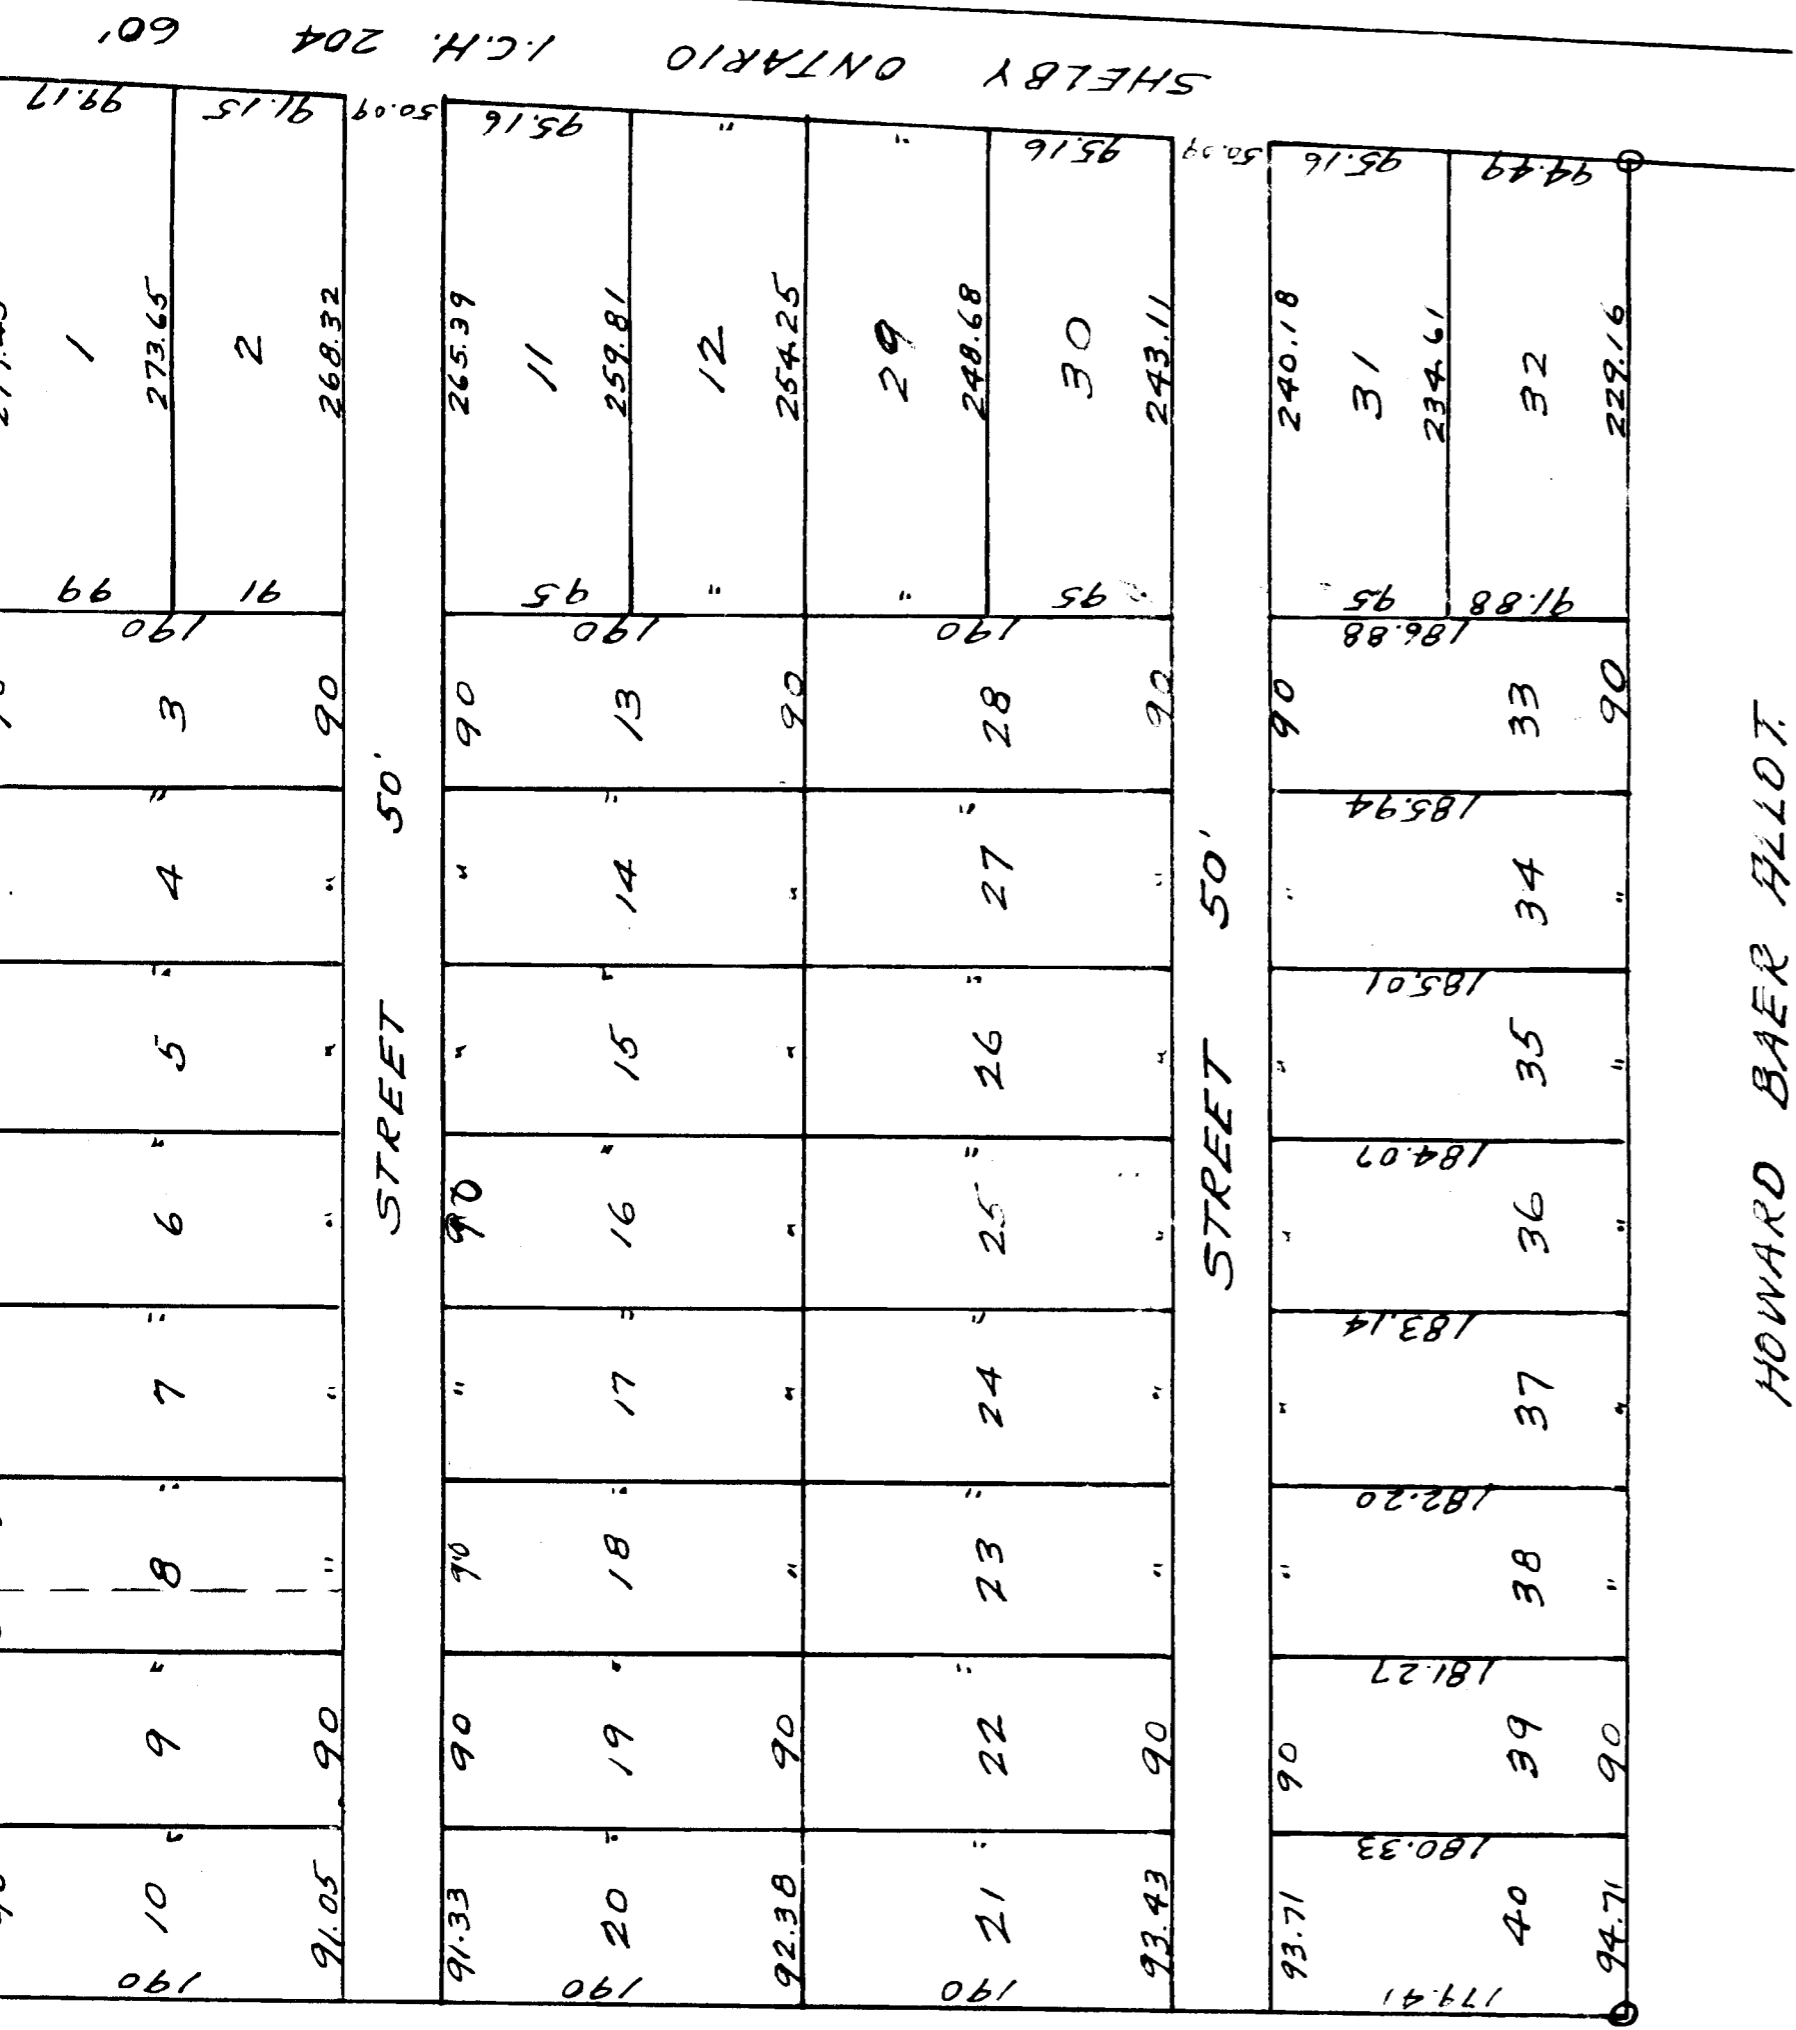 SHELBY ONTARIO I.C.H. 204 60'
99.17 91.15 50.09 95.16 " " 95.16 50.09 95.16 94.49
1 273.65 2 268.32 265.39 11 259.81 12 254.25 29 248.68 30 243.11 240.18 31 234.61 32 229.16
99 91 95 " " 95 95 91.88
190 190 190 186.88
3 90 90 13 90 28 90 90 33 90
" " " 185.94
4 " " 14 " 27 " " 34 "
" " " 185.01
5 " " 15 " 26 " " 35 "
" " " 184.07
6 " 90 16 " 25 " " 36 "
" " " 183.14
7 " " 17 " 24 " " 37 "
" " " 182.20
8 " 90 18 " 23 " " 38 "
" " " 181.27
9 90 90 19 90 22 90 90 39 90
" " " 180.33
10 91.05 91.33 20 92.38 21 93.43 93.71 40 94.71
190 190 190 179.41
STREET 50'
STREET 50'
HOWARD BAER ALLOT.